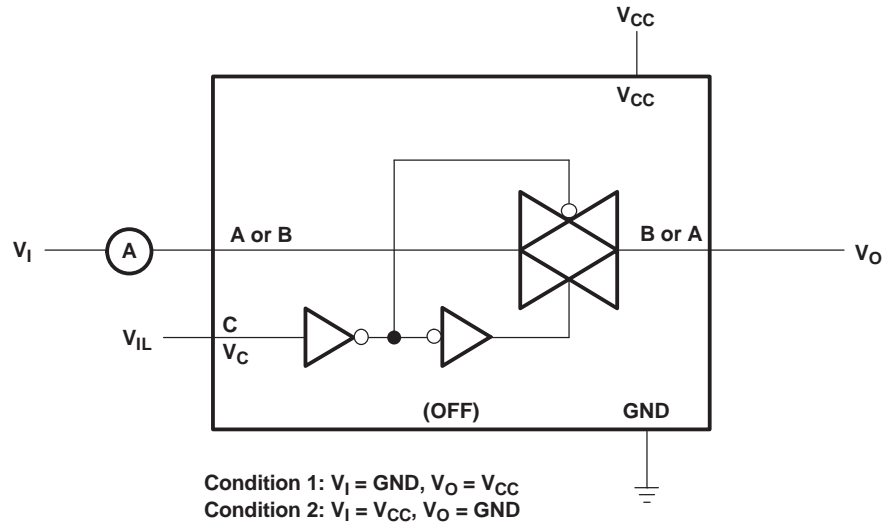 VCC
VCC
A or B
B or A
VI
A
VO
C
VIL
VC
(OFF)
GND
Condition 1: VI = GND, VO = VCC
Condition 2: VI = VCC, VO = GND